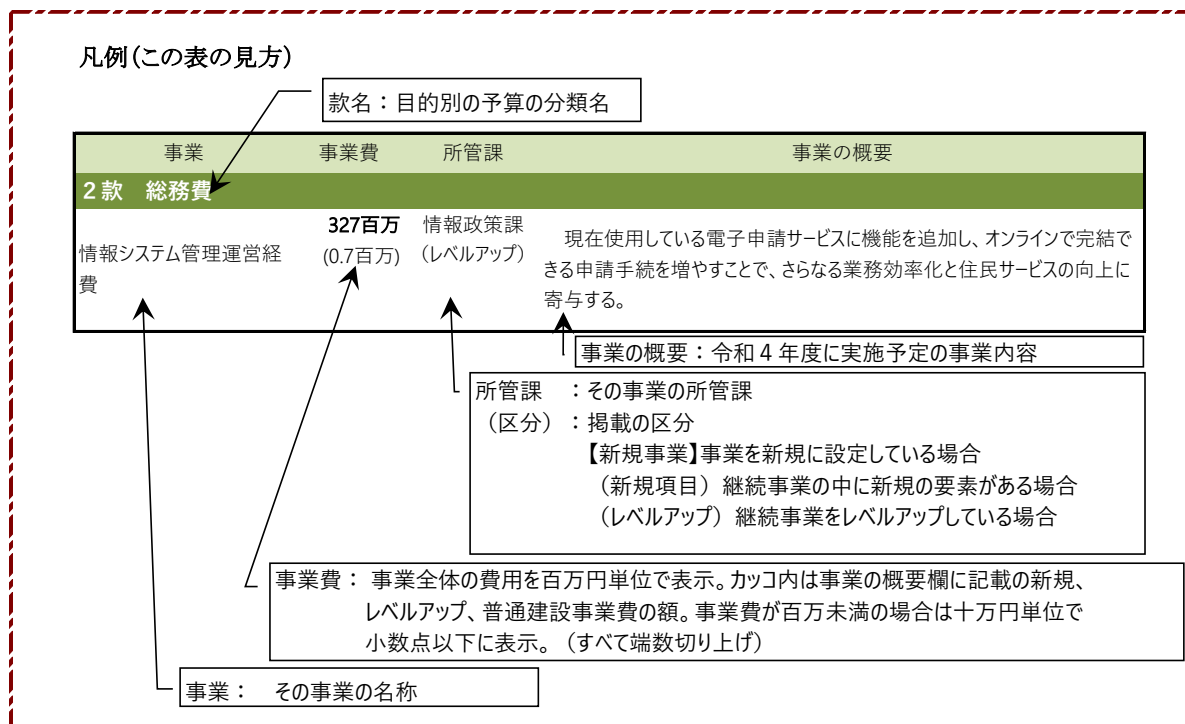 凡例(この表の見方)
款名：目的別の予算の分類名
事業 事業費 所管課 事業の概要
２款　総務費
情報システム管理運営経
費
327百万
(0.7百万)
情報政策課
(レベルアップ)
現在使用している電子申請サービスに機能を追加し、オンラインで完結で
きる申請手続を増やすことで、さらなる業務効率化と住民サービスの向上に
寄与する。
事業の概要：令和４年度に実施予定の事業内容
所管課　：その事業の所管課
（区分）：掲載の区分
【新規事業】事業を新規に設定している場合
（新規項目）継続事業の中に新規の要素がある場合
（レベルアップ）継続事業をレベルアップしている場合
事業費：　事業全体の費用を百万円単位で表示。カッコ内は事業の概要欄に記載の新規、
レベルアップ、普通建設事業費の額。事業費が百万未満の場合は十万円単位で
小数点以下に表示。（すべて端数切り上げ）
事業：　その事業の名称